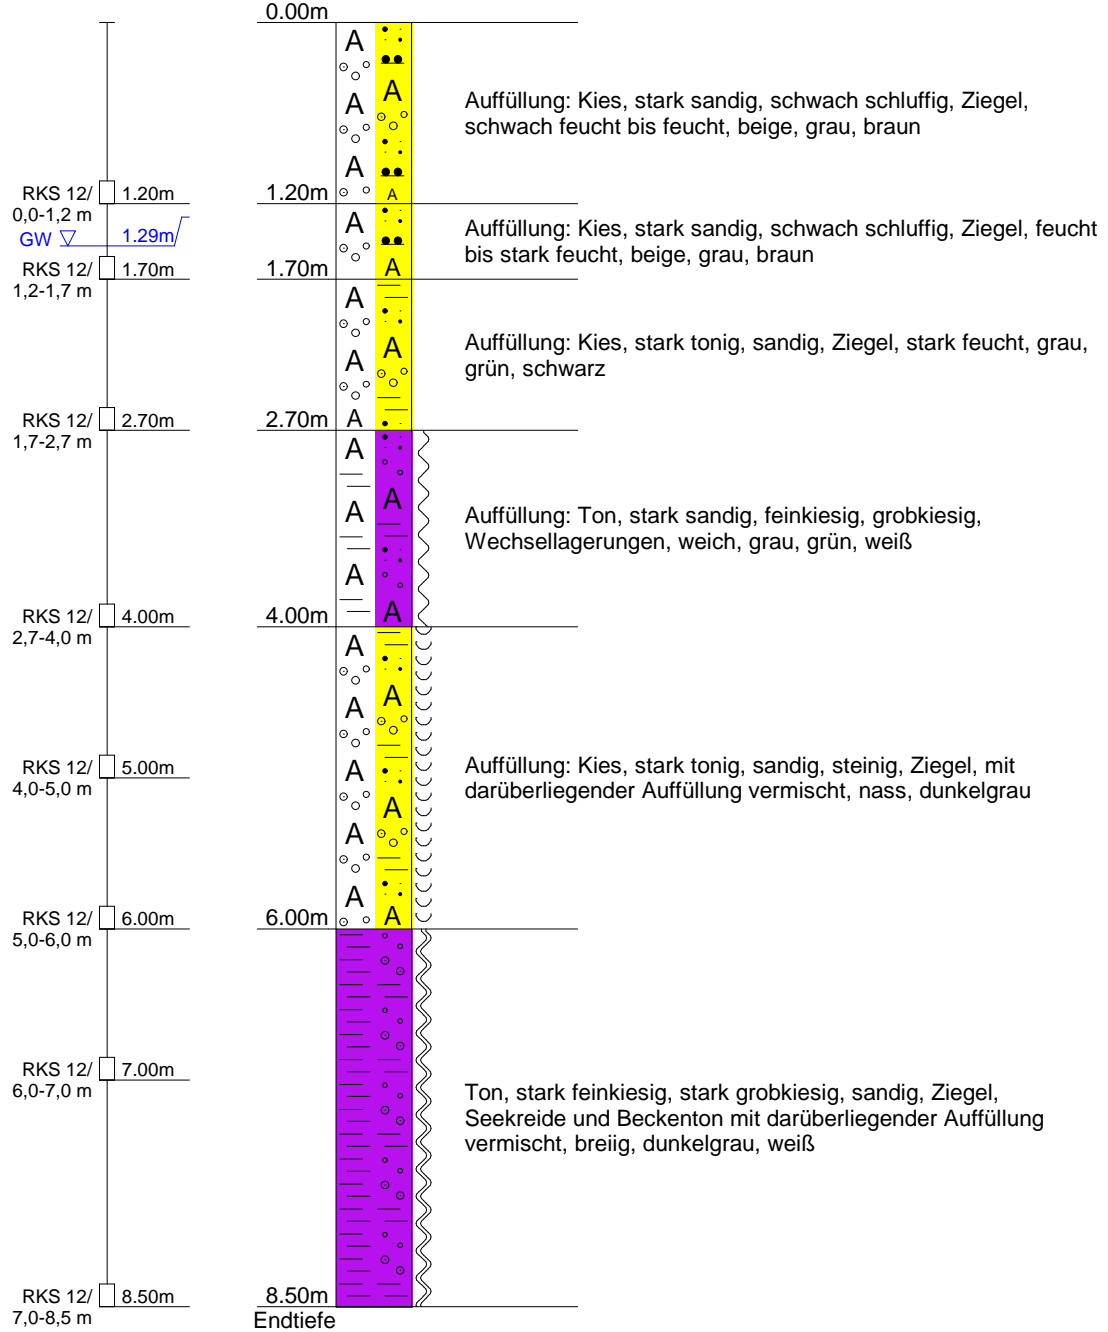 0.00m
A
A
Auffüllung: Kies, stark sandig, schwach schluffig, Ziegel,
schwach feucht bis feucht, beige, grau, braun
A
A
RKS 12/ 1.20m
0,0-1,2 m
1.20m
A
GW 1.29m
Auffüllung: Kies, stark sandig, schwach schluffig, Ziegel, feucht
bis stark feucht, beige, grau, braun
A
A
RKS 12/ 1.70m
1,2-1,7 m
1.70m
A
Auffüllung: Kies, stark tonig, sandig, Ziegel, stark feucht, grau,
grün, schwarz
A
A
A
RKS 12/ 2.70m
1,7-2,7 m
2.70m
A
A
A
Auffüllung: Ton, stark sandig, feinkiesig, grobkiesig,
Wechsellagerungen, weich, grau, grün, weiß
A
A
RKS 12/ 4.00m
2,7-4,0 m
4.00m
A
A
A
RKS 12/ 5.00m
4,0-5,0 m
Auffüllung: Kies, stark tonig, sandig, steinig, Ziegel, mit
darüberliegender Auffüllung vermischt, nass, dunkelgrau
A
A
A
A
RKS 12/ 6.00m
5,0-6,0 m
6.00m
RKS 12/ 7.00m
6,0-7,0 m
Ton, stark feinkiesig, stark grobkiesig, sandig, Ziegel,
Seekreide und Beckenton mit darüberliegender Auffüllung
vermischt, breiig, dunkelgrau, weiß
RKS 12/ 8.50m
7,0-8,5 m
8.50m
Endtiefe